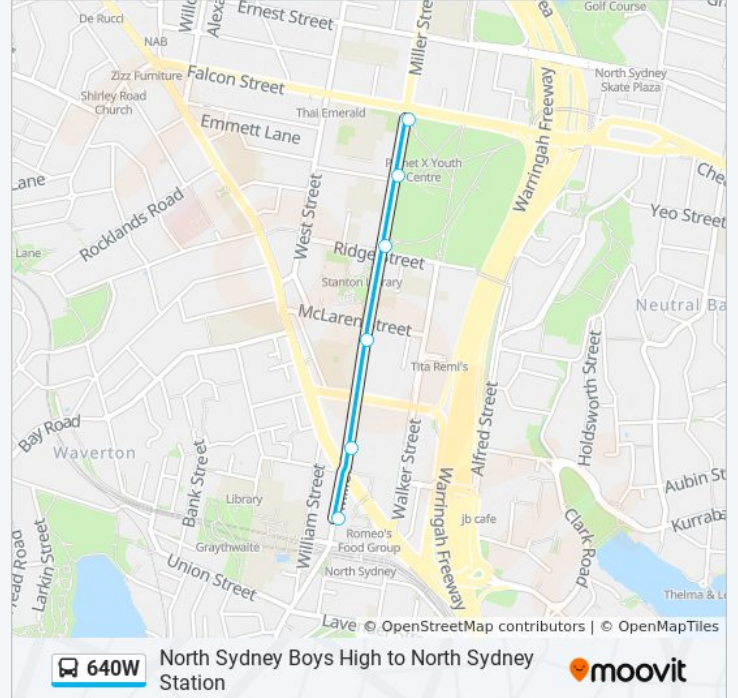 De Rucci
Ernest Street
Miller Stre
Golf Course
NAB
Zizz Furniture
Falcon Street
North Sydney
Skate Plaza
Shirley Road
Church
Thai Emerald
Emmett Lane
Warringah Freeway
net X Youth
Centre
Lane
Rocklands Road
West Street
Yeo Street
Lane
Ridge Street
Stanton Library
McLaren Street
Neutral Ba
Tita Remi's
Holdsworth Street
Alfred Street
Bay Road
Waverton
Bank Street
Walker Street
William Street
Warringah Freeway
Aubin St
Library
jb cafe
Kurraba
Graythwaite
Romeo's
Food Group
Clark Road
ead Road
Larkin Street
Union Street
North Sydney
Thelma & L
Lave
© OpenStreetMap contributors | © OpenMapTiles
640W
North Sydney Boys High to North Sydney
Station
moovit